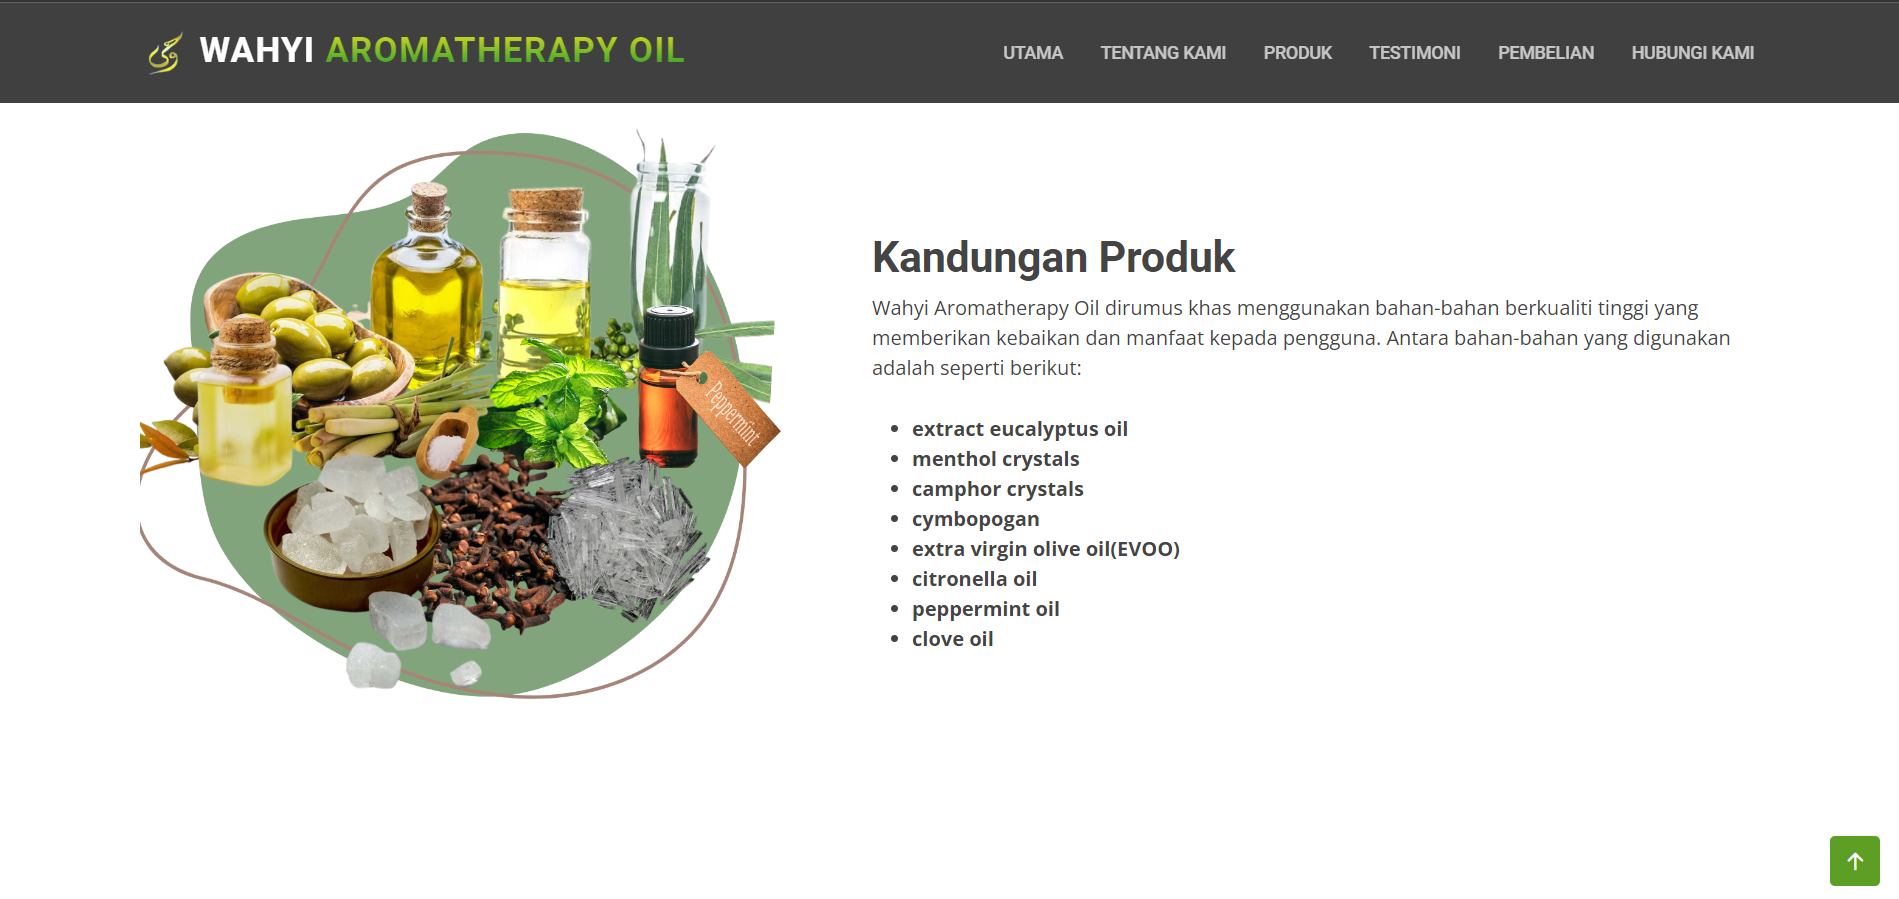 WAHYI AROMATHERAPY OIL
UTAMA
TENTANG KAMI
PRODUK
TESTIMONI
PEMBELIAN
HUBUNGI KAMI
Peppermint
Kandungan Produk
Wahyi Aromatherapy Oil dirumus khas menggunakan bahan-bahan berkualiti tinggi yang
memberikan kebaikan dan manfaat kepada pengguna. Antara bahan-bahan yang digunakan
adalah seperti berikut:
• extract eucalyptus oil
• menthol crystals
• camphor crystals
• cymbopogan
• extra virgin olive oil(EVOO)
• citronella oil
• peppermint oil
• clove oil